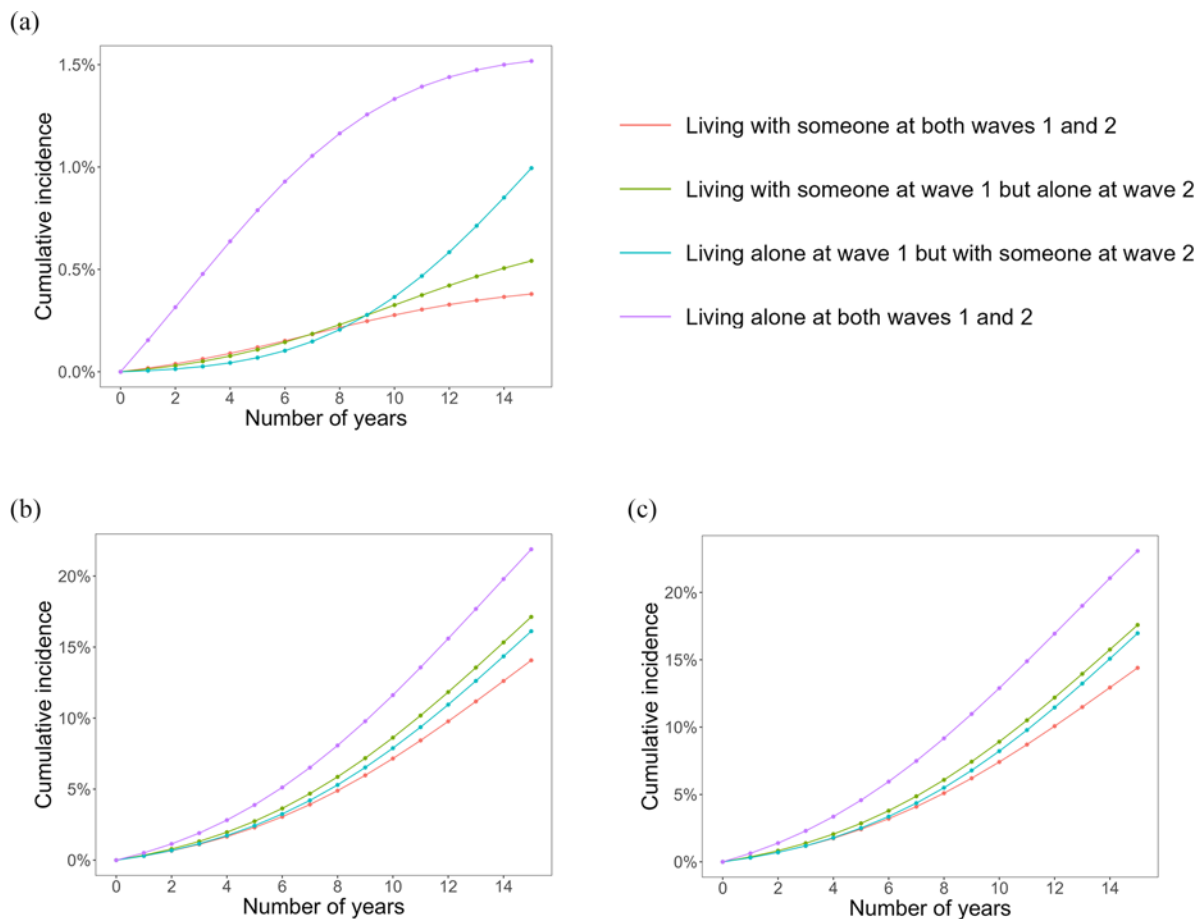 (a)
1.5%
1.0%
0.5%
0.0%
Cumulative incidence
0 2 4 6 8 10 12 14
Number of years
Living with someone at both waves 1 and 2
Living with someone at wave 1 but alone at wave 2
Living alone at wave 1 but with someone at wave 2
Living alone at both waves 1 and 2
(b)
20%
15%
10%
5%
0%
Cumulative incidence
0 2 4 6 8 10 12 14
Number of years
(c)
20%
15%
10%
5%
0%
Cumulative incidence
0 2 4 6 8 10 12 14
Number of years